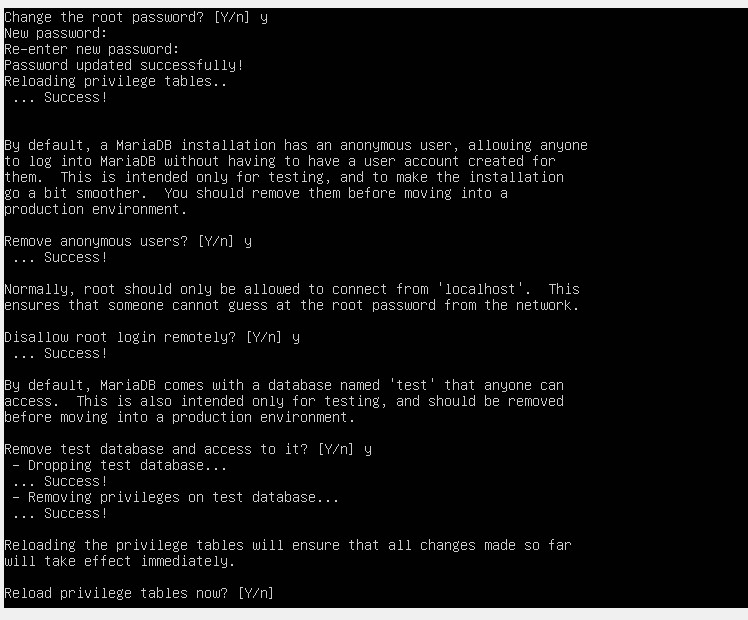 Change the root password? [Y/n] y
New password:
Re-enter new password:
Password updated successfully!
Reloading privilege tables..
 ... Success!

By default, a MariaDB installation has an anonymous user, allowing anyone
to log into MariaDB without having to have a user account created for
them.  This is intended only for testing, and to make the installation
go a bit smoother.  You should remove them before moving into a
production environment.

Remove anonymous users? [Y/n] y
 ... Success!

Normally, root should only be allowed to connect from 'localhost'.  This
ensures that someone cannot guess at the root password from the network.

Disallow root login remotely? [Y/n] y
 ... Success!

By default, MariaDB comes with a database named 'test' that anyone can
access.  This is also intended only for testing, and should be removed
before moving into a production environment.

Remove test database and access to it? [Y/n] y
 - Dropping test database...
 ... Success!
 - Removing privileges on test database...
 ... Success!

Reloading the privilege tables will ensure that all changes made so far
will take effect immediately.

Reload privilege tables now? [Y/n]